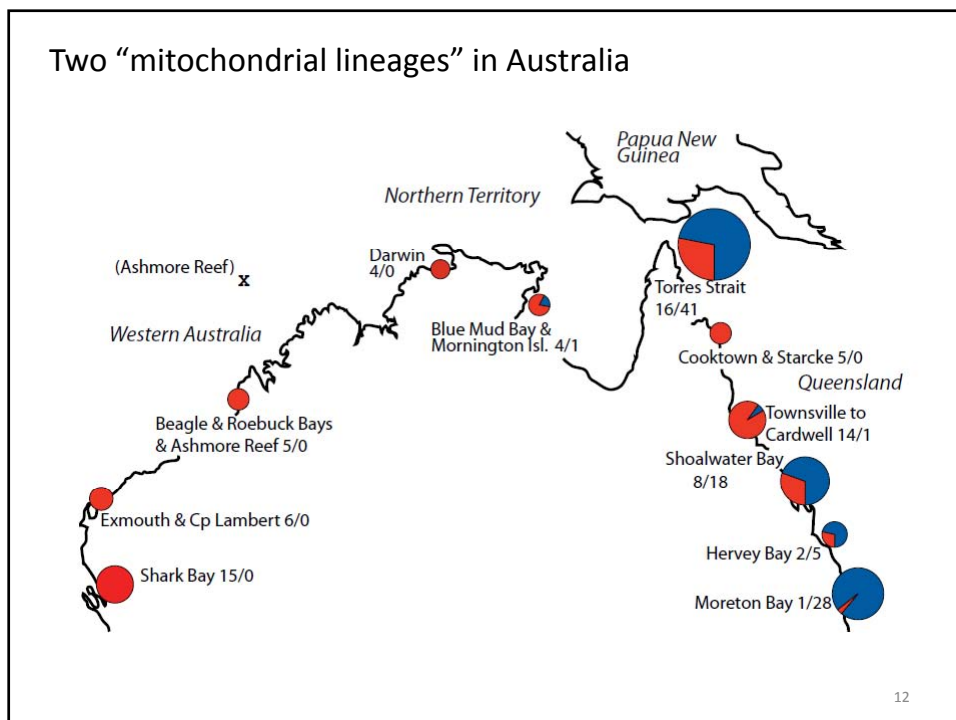 Two “mitochondrial lineages” in Australia
Papua New
Guinea
Northern Territory
(Ashmore Reef)
x
Darwin
4/0
Torres Strait
16/41
Western Australia
Blue Mud Bay &
Mornington Isl. 4/1
Cooktown & Starcke 5/0
Queensland
Beagle & Roebuck Bays
& Ashmore Reef 5/0
Townsville to
Cardwell 14/1
Shoalwater Bay
8/18
Exmouth & Cp Lambert 6/0
Hervey Bay 2/5
Shark Bay 15/0
Moreton Bay 1/28
12